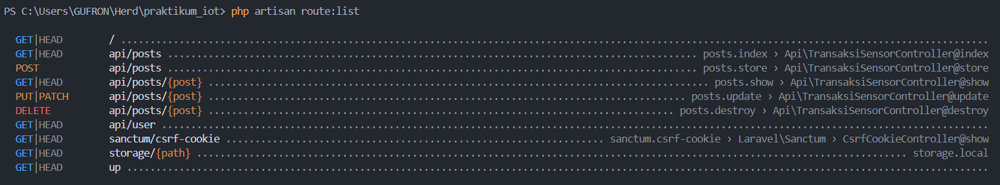 PS C:\Users\GUFRON\Herd\praktikum_iot> php artisan route:list
GET|HEAD / ....................................................................................................................................................
GET|HEAD api/posts ........................................................................................... posts.index › Api\TransaksiSensorController@index
POST api/posts ........................................................................................... posts.store › Api\TransaksiSensorController@store
GET|HEAD api/posts/{post} ...................................................................................... posts.show › Api\TransaksiSensorController@show
PUT|PATCH api/posts/{post} .................................................................................. posts.update › Api\TransaksiSensorController@update
DELETE api/posts/{post} ................................................................................ posts.destroy › Api\TransaksiSensorController@destroy
GET|HEAD api/user .............................................................................................................................................
GET|HEAD sanctum/csrf-cookie ................................................................. sanctum.csrf-cookie › Laravel\Sanctum › CsrfCookieController@show
GET|HEAD storage/{path} .......................................................................................................................... storage.local
GET|HEAD up ...................................................................................................................................................